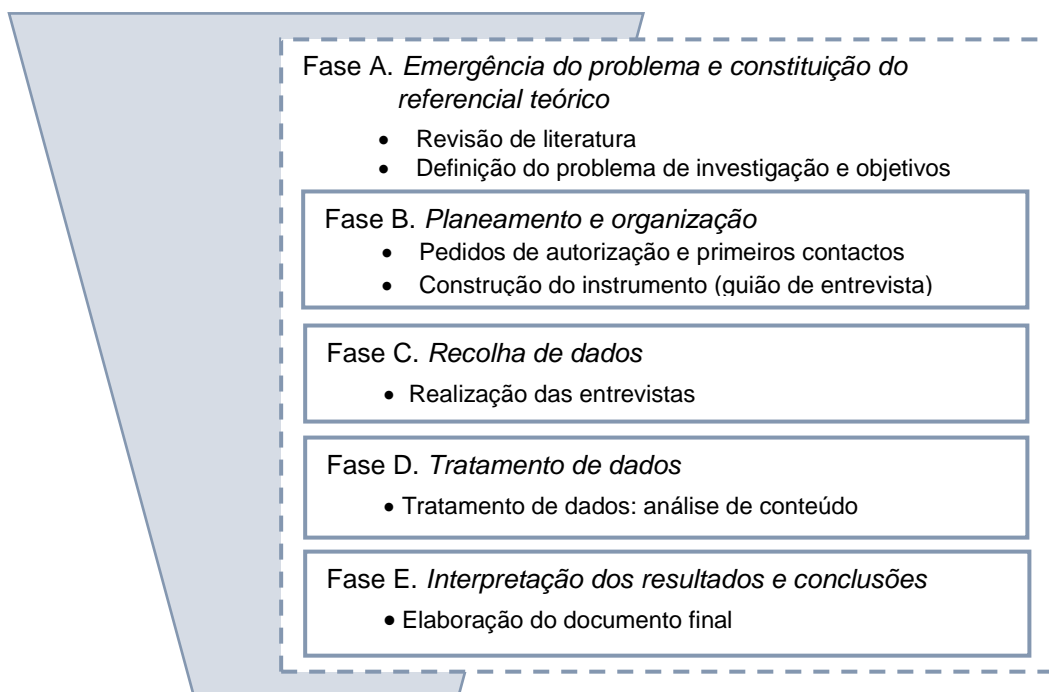 Fase A. Emergência do problema e constituição do
referencial teórico
• Revisão de literatura
• Definição do problema de investigação e objetivos
Fase B. Planeamento e organização
• Pedidos de autorização e primeiros contactos
• Construção do instrumento (guião de entrevista)
Fase C. Recolha de dados
• Realização das entrevistas
Fase D. Tratamento de dados
• Tratamento de dados: análise de conteúdo
Fase E. Interpretação dos resultados e conclusões
• Elaboração do documento final